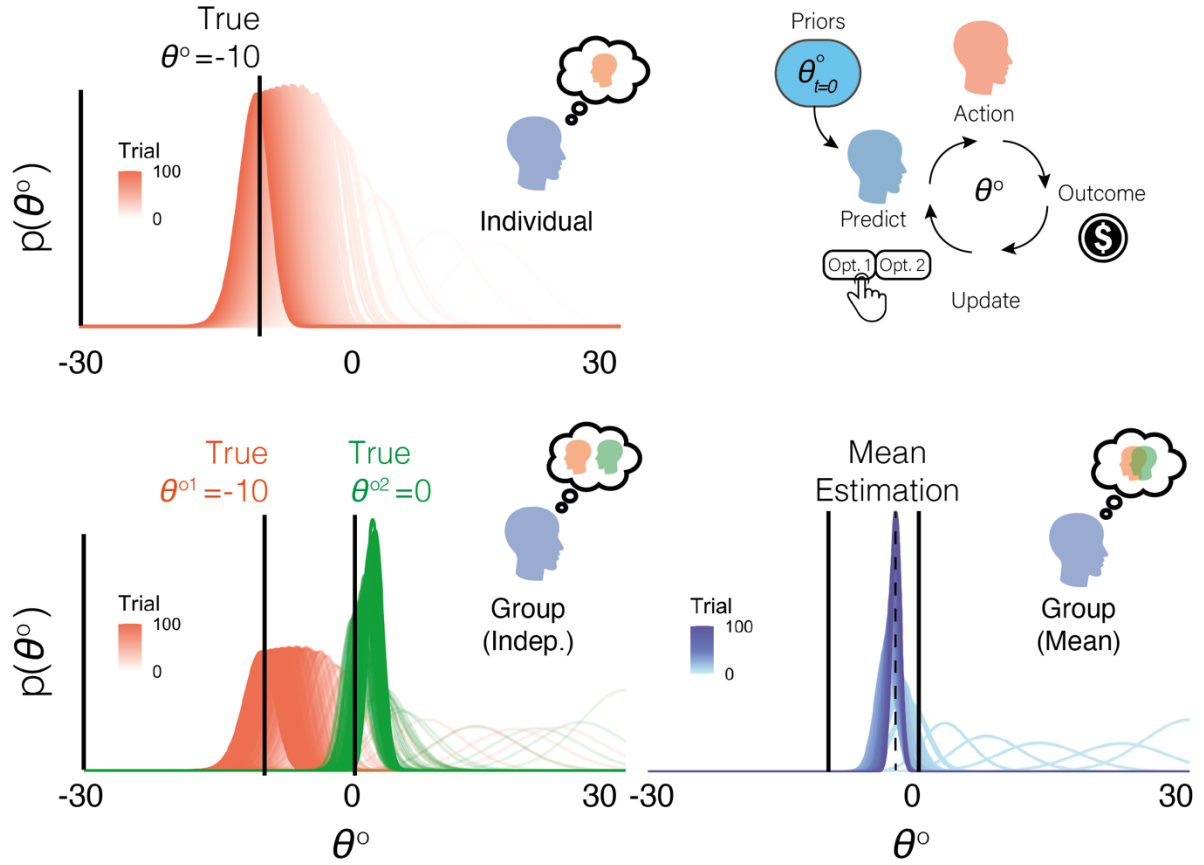 True
θ°=-10
p(θ°)
Trial
100
0
Individual
-30
0
30
Priors
θ°t=0
Action
Predict
θ°
Outcome
$
Opt. 1 Opt. 2
Update
True
θ°¹=-10
True
θ°²=0
p(θ°)
Trial
100
0
Group
(Indep.)
-30
0
30
θ°
Mean
Estimation
Trial
100
0
Group
(Mean)
-30
0
30
θ°